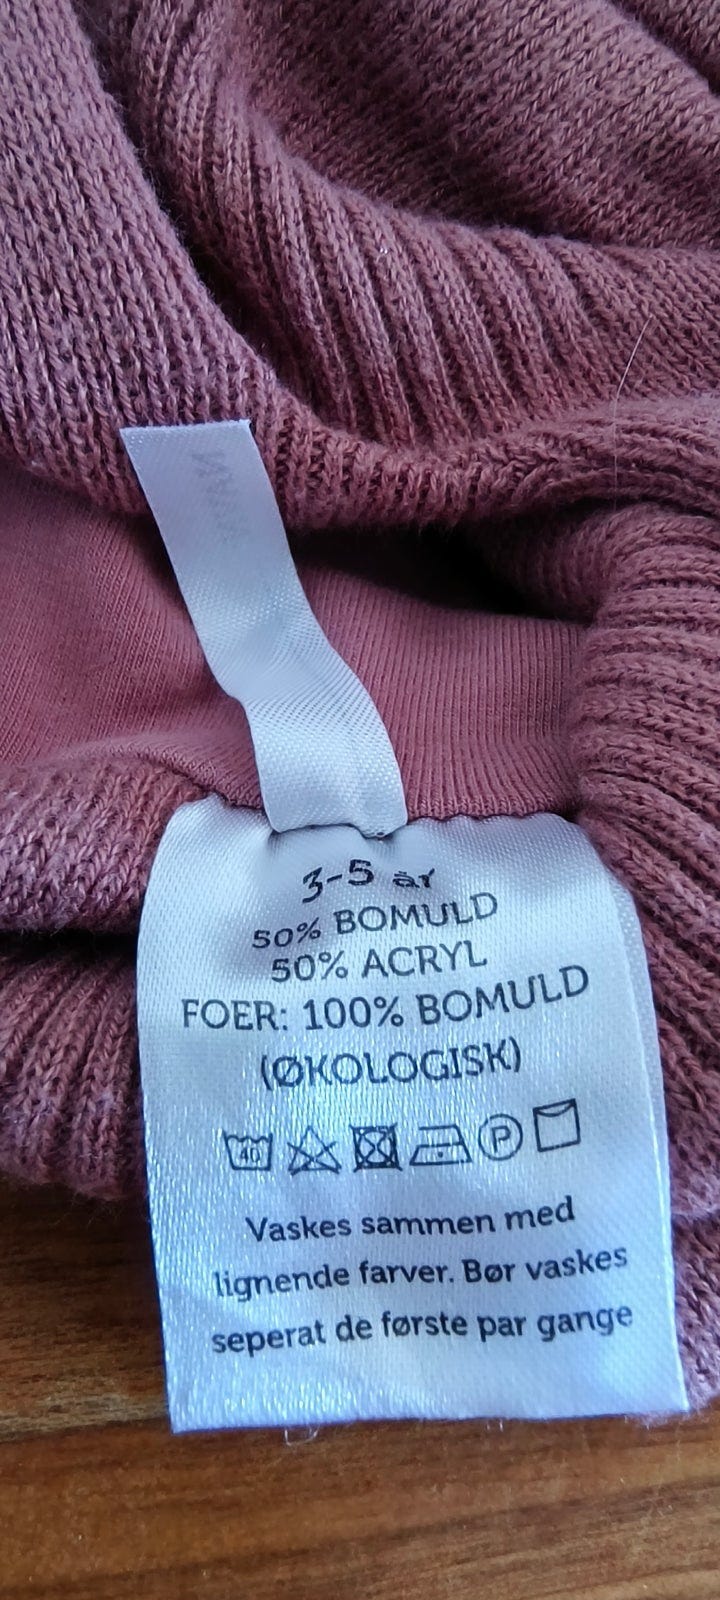 3-5 år
50% BOMULD
50% ACRYL
FOER: 100% BOMULD
(ØKOLOGISK)
40 P
Vaskes sammen med
lignende farver. Bør vaskes
seperat de første par gange